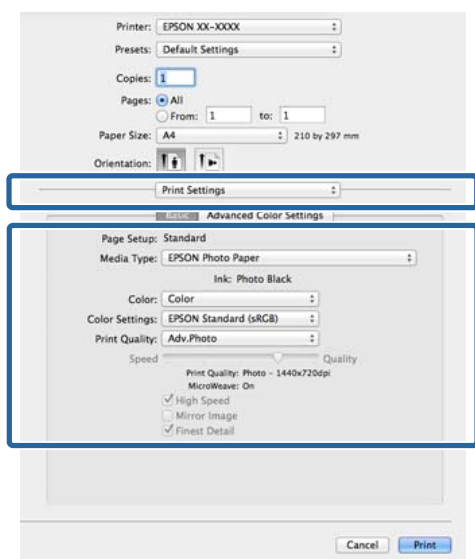 Printer: EPSON XX-XXXX
Presets: Default Settings
Copies: 1
Pages: All
From: 1 to: 1
Paper Size: A4 210 by 297 mm
Orientation:
Print Settings
Basic Advanced Color Settings
Page Setup: Standard
Media Type: EPSON Photo Paper
Ink: Photo Black
Color: Color
Color Settings: EPSON Standard (sRGB)
Print Quality: Adv.Photo
Speed Quality
Print Quality: Photo - 1440x720dpi
MicroWeave: On
High Speed
Mirror Image
Finest Detail
Cancel Print